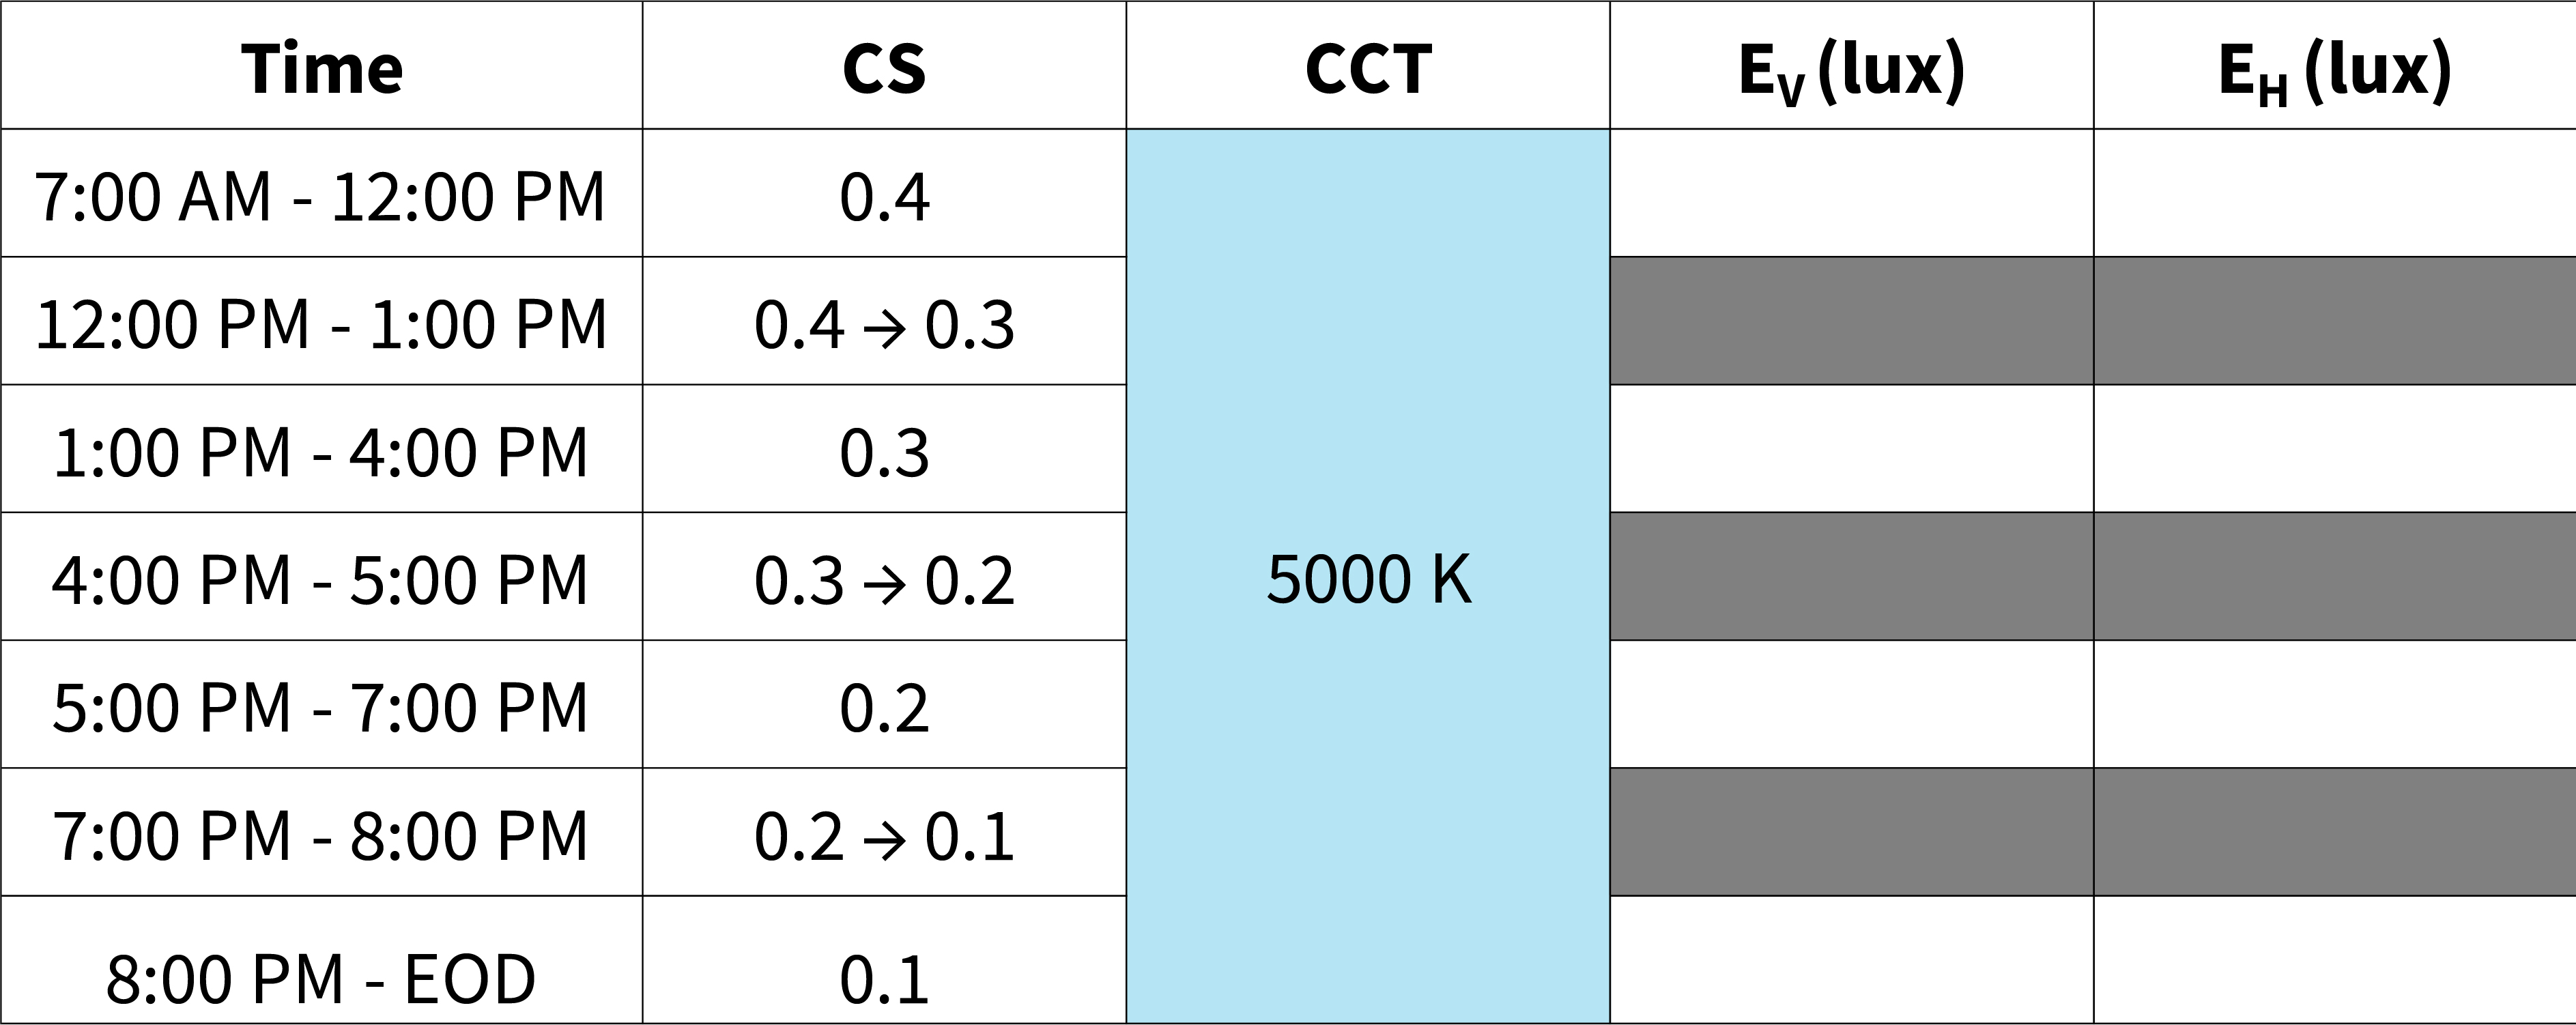 Time CS CCT EV (lux) EH (lux)
7:00 AM - 12:00 PM 0.4
12:00 PM - 1:00 PM 0.4 → 0.3
1:00 PM - 4:00 PM 0.3
4:00 PM - 5:00 PM 0.3 → 0.2 5000 K
5:00 PM - 7:00 PM 0.2
7:00 PM - 8:00 PM 0.2 → 0.1
8:00 PM - EOD 0.1